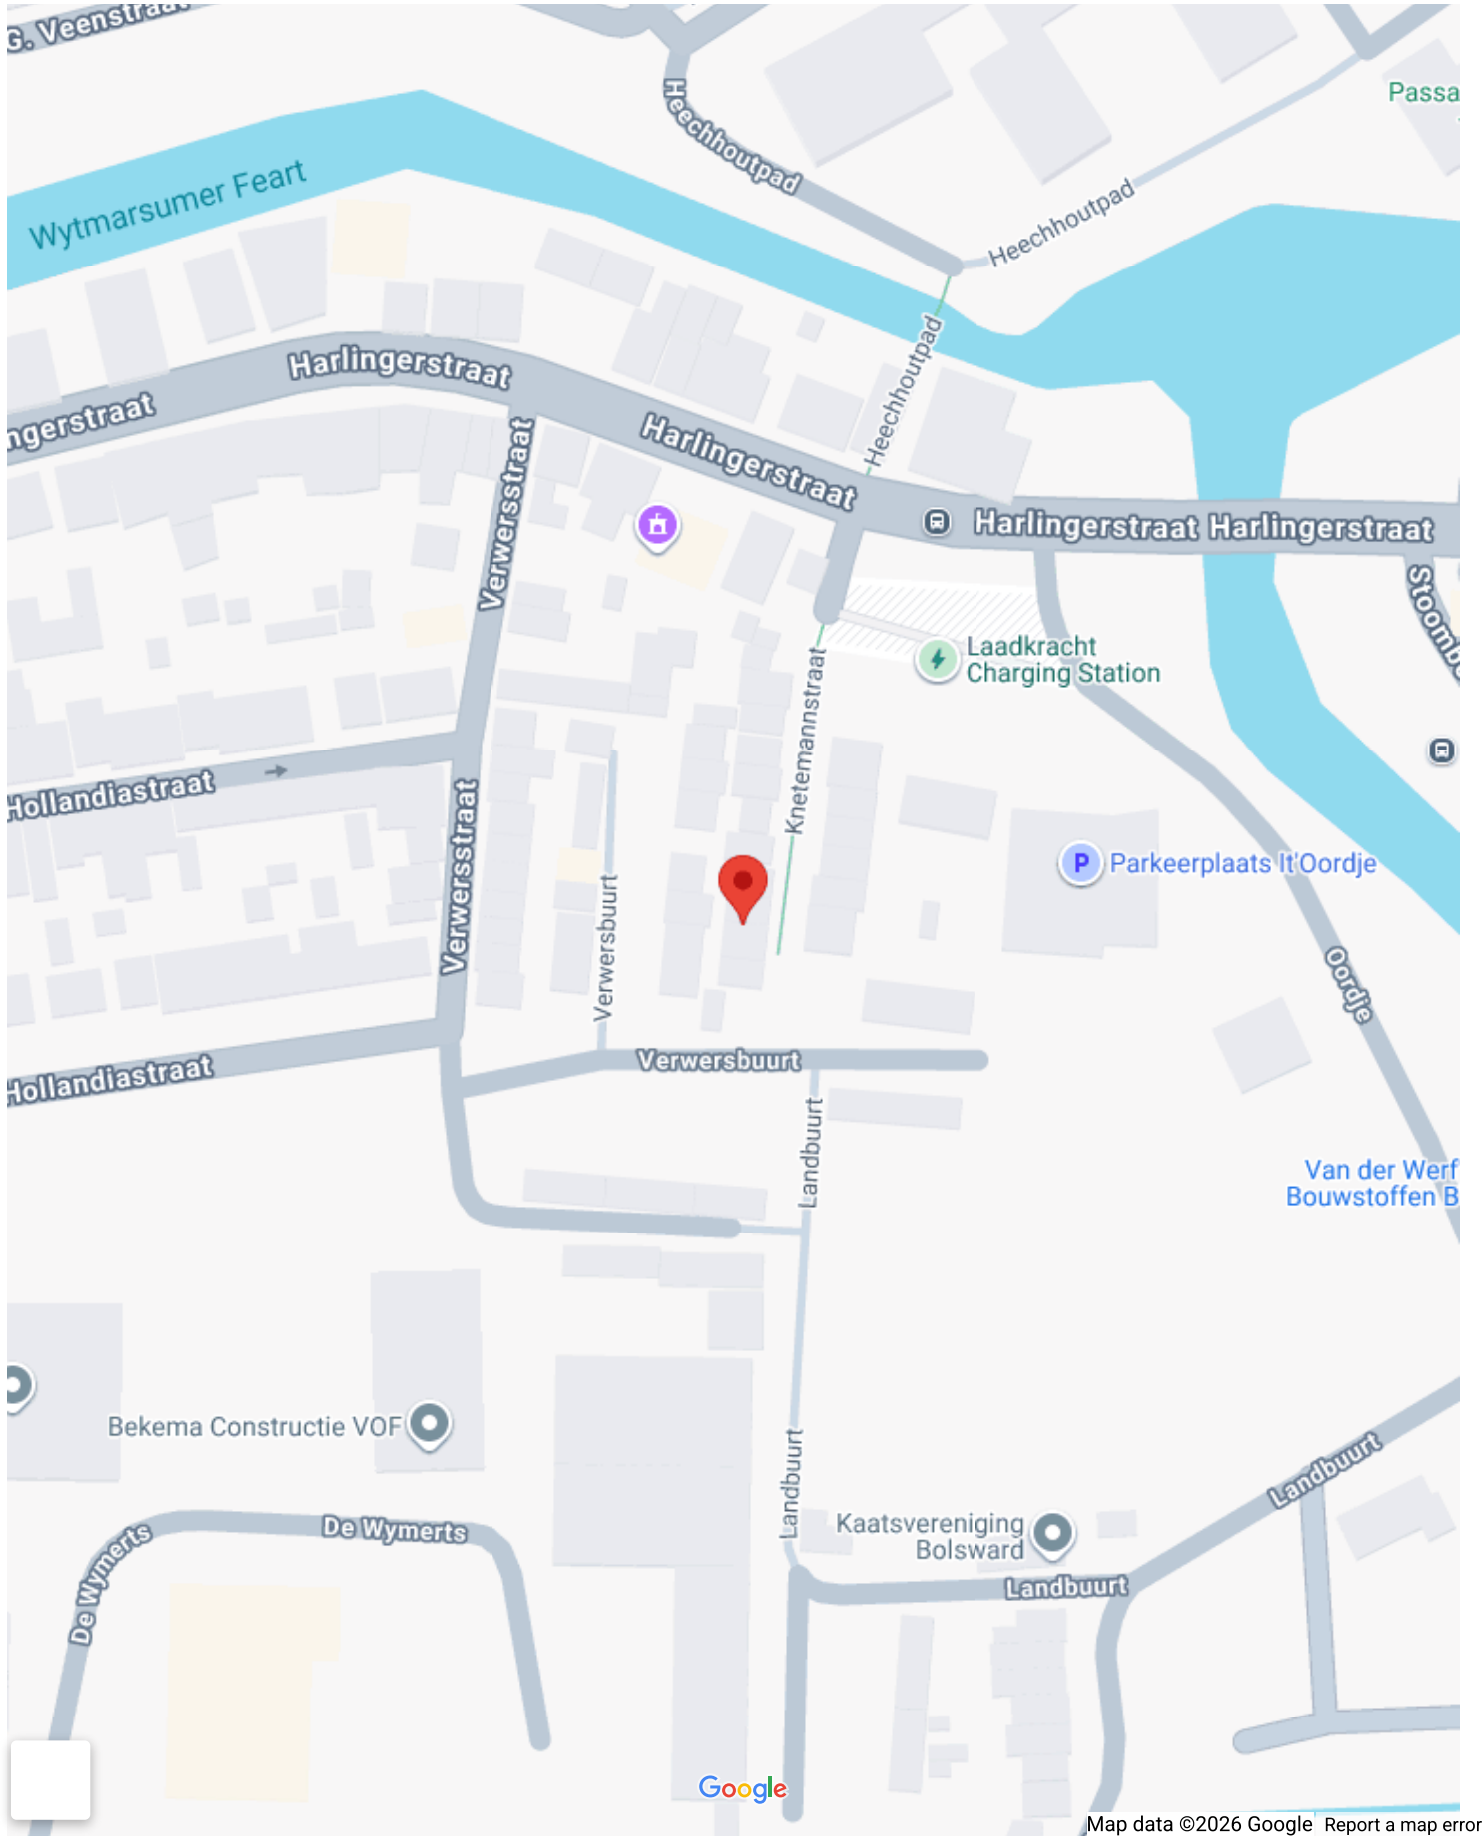 G. Veenstraat
Heechhoutpad
Passa
Wytmarsumer Feart
Heechhoutpad
Heechhoutpad
Harlingerstraat
ngerstraat
Harlingerstraat
Verwersstraat
Harlingerstraat Harlingerstraat
Stoomb
Laadkracht
Charging Station
Knetemannstraat
Hollandiastraat
Verwersstraat
P Parkeerplaats It'Oordje
Verwersbuurt
Oordje
Verwersbuurt
Hollandiastraat
Landbuurt
Van der Werf
Bouwstoffen B
Bekema Constructie VOF
Landbuurt
Landbuurt
De Wymerts
De Wymerts
Kaatsvereniging
Bolsward
Landbuurt
Google
Map data ©2026 Google Report a map error